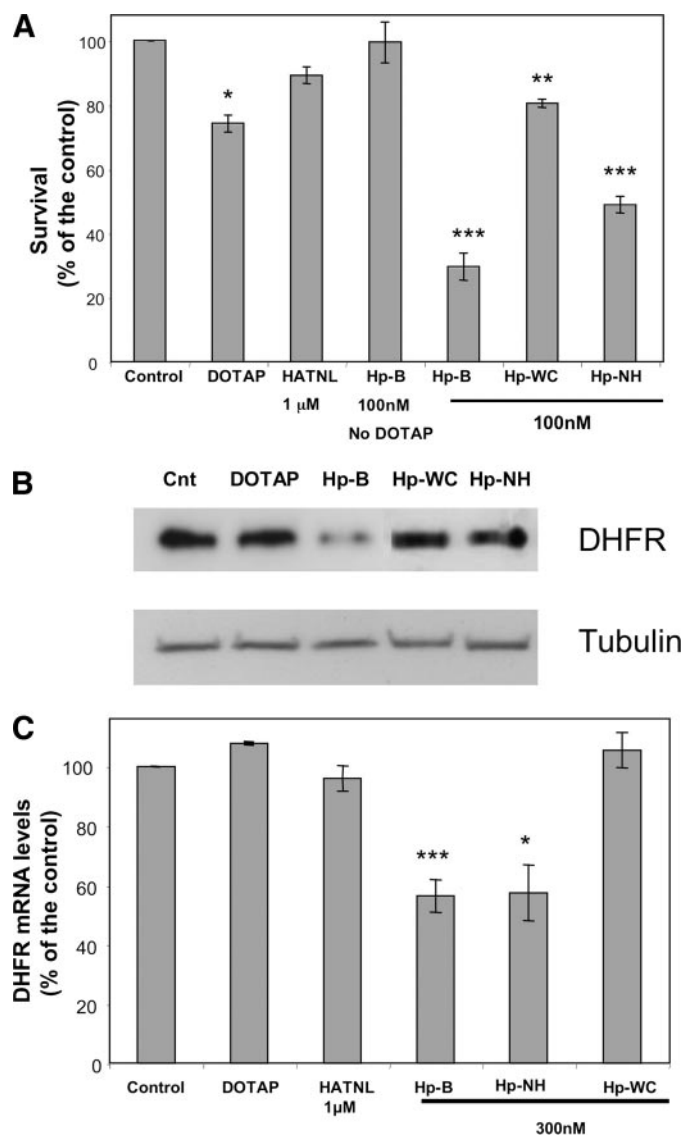 A
Survival
(% of the control)
100
80
60
40
20
0
*
***
**
***
Control DOTAP HATNL Hp-B Hp-B Hp-WC Hp-NH
1 µM 100nM 100nM
No DOTAP
B
Cnt DOTAP Hp-B Hp-WC Hp-NH
DHFR
Tubulin
C
DHFR mRNA levels
(% of the control)
100
80
60
40
20
0
***
*
Control DOTAP HATNL Hp-B Hp-NH Hp-WC
1µM
300nM